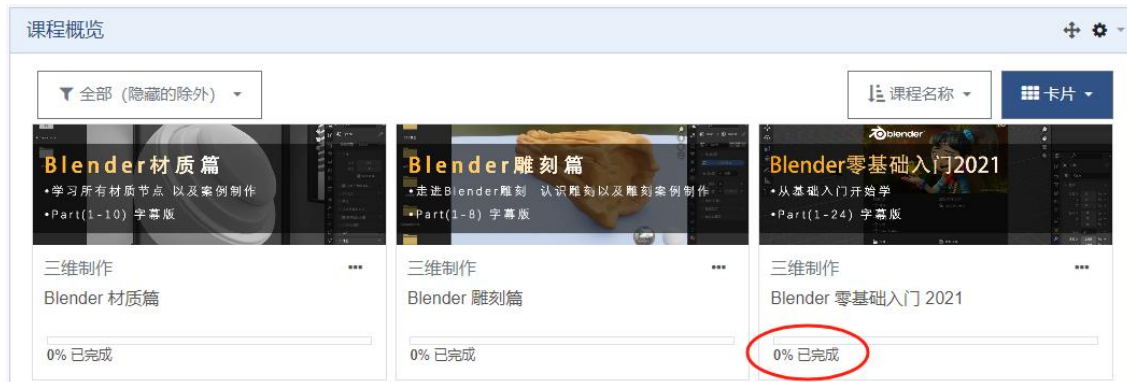 课程概览
全部（隐藏的除外）
课程名称
卡片
Blender材质篇
•学习所有材质节点 以及案例制作
•Part(1-10) 字幕版
Blender雕刻篇
•走进Blender雕刻 认识雕刻以及雕刻案例制作
•Part(1-8) 字幕版
blender
Blender零基础入门2021
•从基础入门开始学
•Part(1-24) 字幕版
三维制作
Blender 材质篇
0% 已完成
三维制作
Blender 雕刻篇
0% 已完成
三维制作
Blender 零基础入门 2021
0% 已完成